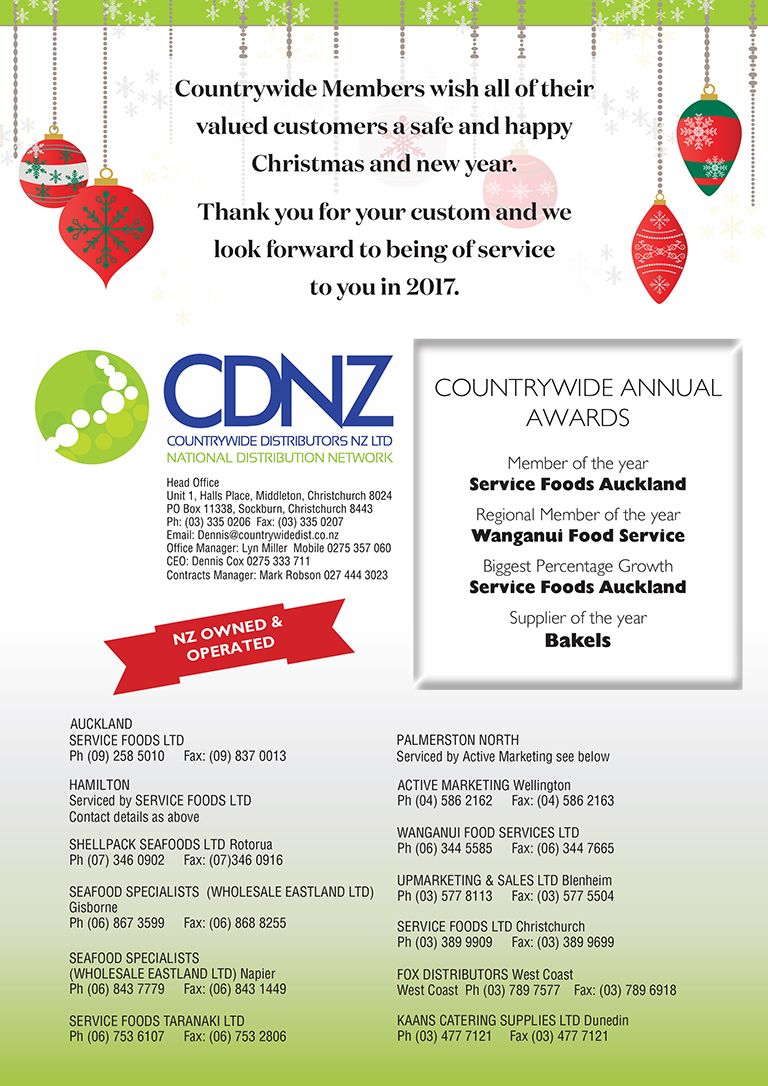 Countrywide Members wish all of their
valued customers a safe and happy
Christmas and new year.
Thank you for your custom and we
look forward to being of service
to you in 2017.
CDNZ
COUNTRYWIDE DISTRIBUTORS NZ LTD
NATIONAL DISTRIBUTION NETWORK
Head Office
Unit 1, Halls Place, Middleton, Christchurch 8024
PO Box 11338, Sockburn, Christchurch 8443
Ph: (03) 335 0206 Fax: (03) 335 0207
Email: Dennis@countrywidedist.co.nz
Office Manager: Lyn Miller Mobile 0275 357 060
CEO: Dennis Cox 0275 333 711
Contracts Manager: Mark Robson 027 444 3023
NZ OWNED &
OPERATED
COUNTRYWIDE ANNUAL
AWARDS
Member of the year
Service Foods Auckland
Regional Member of the year
Wanganui Food Service
Biggest Percentage Growth
Service Foods Auckland
Supplier of the year
Bakels
AUCKLAND
SERVICE FOODS LTD
Ph (09) 258 5010 Fax: (09) 837 0013
HAMILTON
Serviced by SERVICE FOODS LTD
Contact details as above
SHELLPACK SEAFOODS LTD Rotorua
Ph (07) 346 0902 Fax: (07)346 0916
SEAFOOD SPECIALISTS (WHOLESALE EASTLAND LTD)
Gisborne
Ph (06) 867 3599 Fax: (06) 868 8255
SEAFOOD SPECIALISTS
(WHOLESALE EASTLAND LTD) Napier
Ph (06) 843 7779 Fax: (06) 843 1449
SERVICE FOODS TARANAKI LTD
Ph (06) 753 6107 Fax: (06) 753 2806
PALMERSTON NORTH
Serviced by Active Marketing see below
ACTIVE MARKETING Wellington
Ph (04) 586 2162 Fax: (04) 586 2163
WANGANUI FOOD SERVICES LTD
Ph (06) 344 5585 Fax: (06) 344 7665
UPMARKETING & SALES LTD Blenheim
Ph (03) 577 8113 Fax: (03) 577 5504
SERVICE FOODS LTD Christchurch
Ph (03) 389 9909 Fax: (03) 389 9699
FOX DISTRIBUTORS West Coast
West Coast Ph (03) 789 7577 Fax: (03) 789 6918
KAANS CATERING SUPPLIES LTD Dunedin
Ph (03) 477 7121 Fax (03) 477 7121